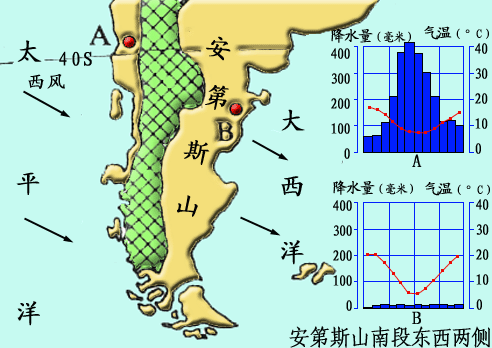 太
平
洋
A
40S
西风
安
第
斯
山
B
大
西
洋
降水量(毫米) 气温(°C)
400
300
200
100
0
40
30
20
10
0
A
降水量(毫米) 气温(°C)
400
300
200
100
0
40
30
20
10
0
B
安第斯山南段东西两侧